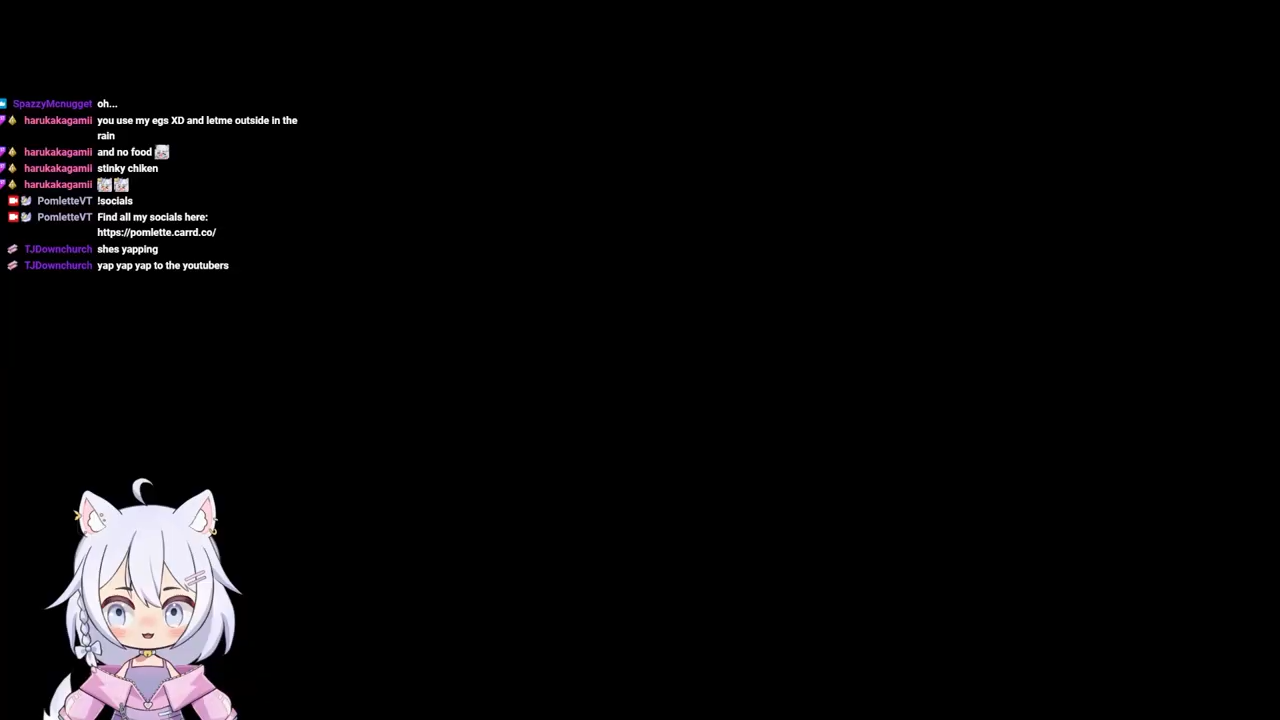 SpazzyMcnugget oh...
harukakagamii you use my egs XD and letme outside in the
rain
harukakagamii and no food
harukakagamii stinky chiken
harukakagamii
PomletteVT !socials
PomletteVT Find all my socials here:
https://pomlette.carrd.co/
TJDownchurch shes yapping
TJDownchurch yap yap yap to the youtubers